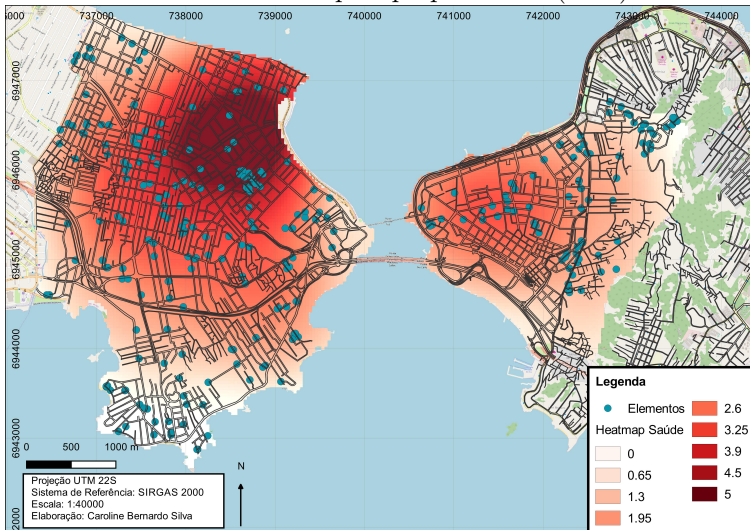 6000 737000 738000 739000 740000 741000 742000 743000 744000
6947000
6946000
6945000
6944000
6943000
2000
0 500 1000 m
N
Projeção UTM 22S
Sistema de Referência: SIRGAS 2000
Escala: 1:40000
Elaboração: Caroline Bernardo Silva
Legenda
Elementos
Heatmap Saúde
0
0.65
1.3
1.95
2.6
3.25
3.9
4.5
5